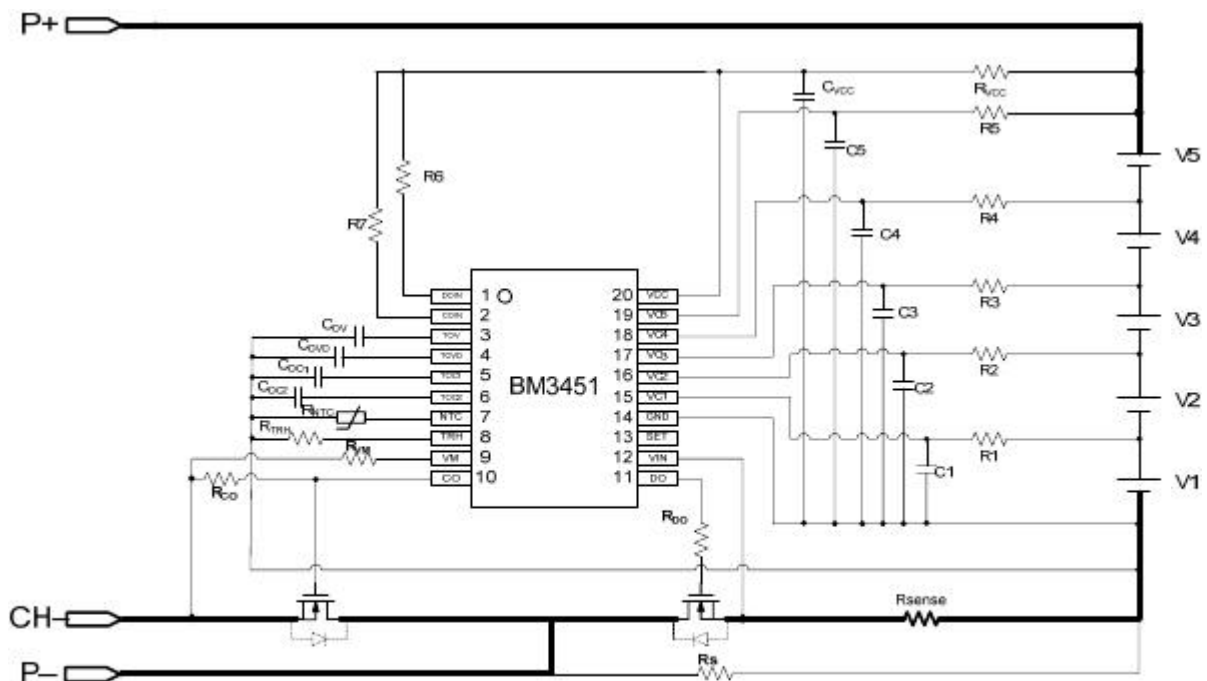 P+
CVCC
RVCC
R5
C5
V5
R6
R7
R4
C4
V4
R3
C3
V3
1 20 VCC
2 19 VC5
COV
3 TOV 18 VC4
COVD
4 TOVD 17 VC3
COC1
5 16 VC2
BM3451
COC2
6 15 VC1
RNTC
7 NTC 14 GND
RTRH
8 TRH 13 SET
RVM
9 VM 12 VIN
RCO
10 CO 11 DO
R2
C2
V2
R1
C1
V1
RDO
Rsense
CH–
P–
Rs